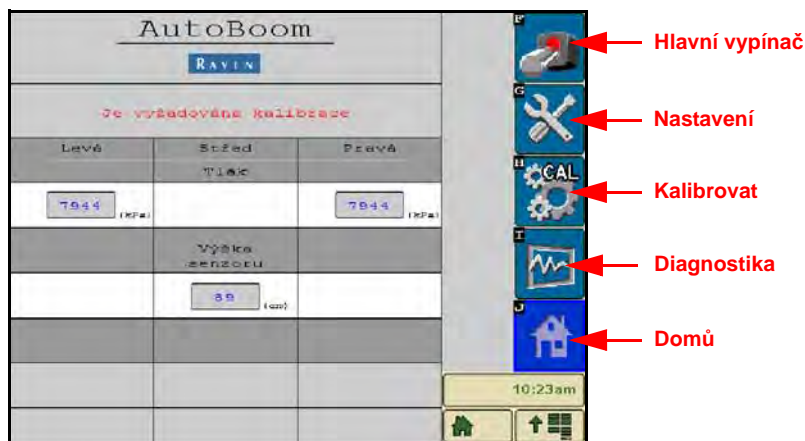 AutoBoom
RAVEN
Je vyžadována kalibrace
Levá Střed Pravá
Tlak
7944 (kPa) 7944 (kPa)
Výška
senzoru
89 (cm)
F
G
CAL
H
I
J
10:23am
Hlavní vypínač
Nastavení
Kalibrovat
Diagnostika
Domů